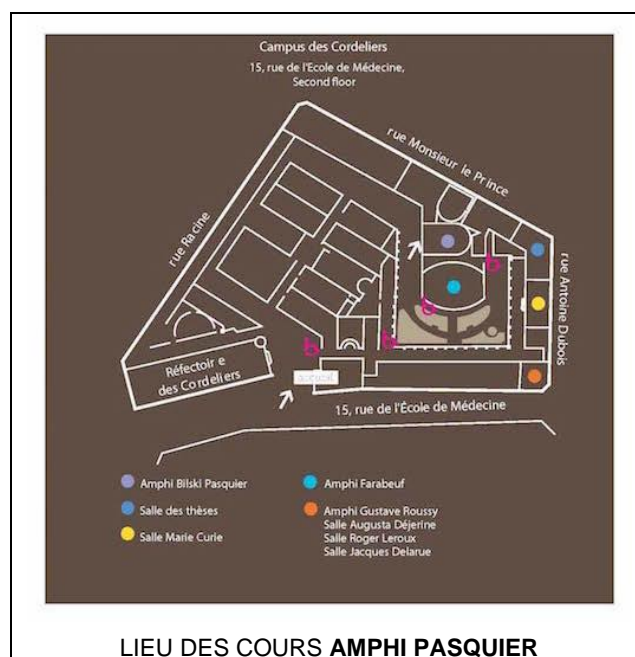 Campus des Cordeliers
15, rue de l'Ecole de Médecine,
Second floor
rue Monsieur le Prince
rue Racine
rue Antoine Dubois
Réfectoir e
des Cordeliers
15, rue de l'École de Médecine
Amphi Bilski Pasquier
Salle des thèses
Salle Marie Curie
Amphi Farabeuf
Amphi Gustave Roussy
Salle Augusta Déjerine
Salle Roger Leroux
Salle Jacques Delarue
LIEU DES COURS AMPHI PASQUIER